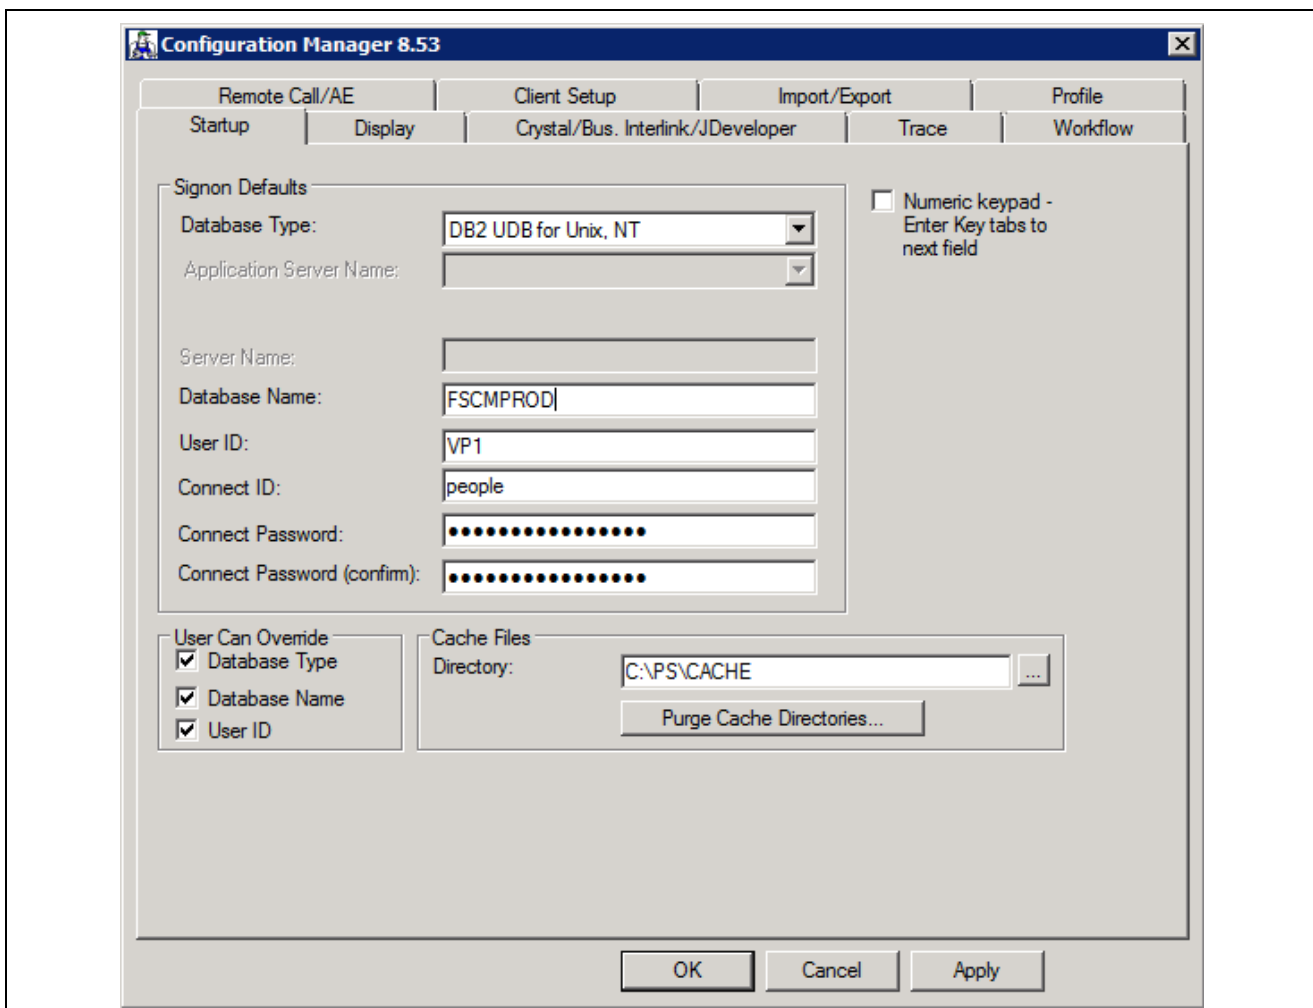 Configuration Manager 8.53
Remote Call/AE
Client Setup
Import/Export
Profile
Startup
Display
Crystal/Bus. Interlink/JDeveloper
Trace
Workflow
Signon Defaults
Database Type:
DB2 UDB for Unix, NT
Application Server Name:
Server Name:
Database Name:
FSCMPROD
User ID:
VP1
Connect ID:
people
Connect Password:
●●●●●●●●●●●●●●●●
Connect Password (confirm):
●●●●●●●●●●●●●●●●
Numeric keypad -
Enter Key tabs to
next field
User Can Override
Database Type
Database Name
User ID
Cache Files
Directory:
C:\PS\CACHE
...
Purge Cache Directories...
OK
Cancel
Apply